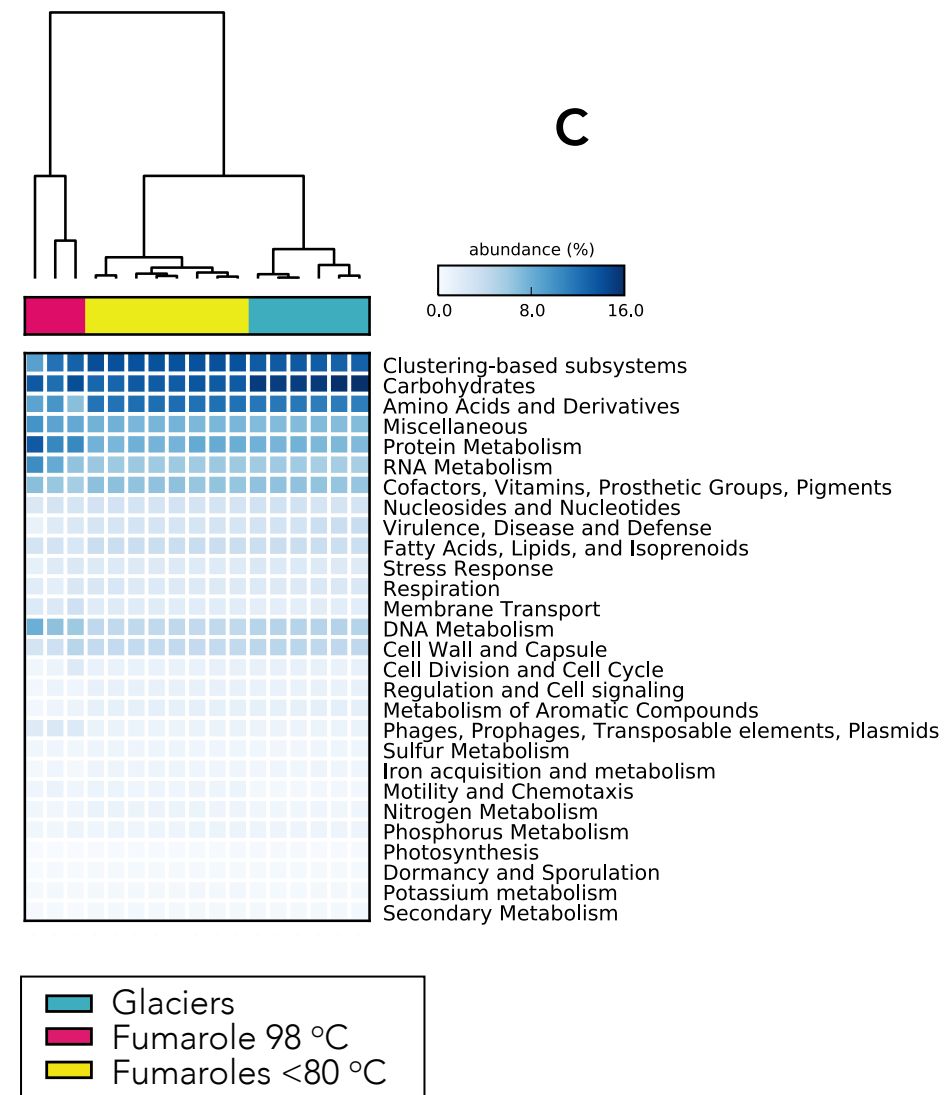 C
abundance (%)
0.0 8.0 16.0
Clustering-based subsystems
Carbohydrates
Amino Acids and Derivatives
Miscellaneous
Protein Metabolism
RNA Metabolism
Cofactors, Vitamins, Prosthetic Groups, Pigments
Nucleosides and Nucleotides
Virulence, Disease and Defense
Fatty Acids, Lipids, and Isoprenoids
Stress Response
Respiration
Membrane Transport
DNA Metabolism
Cell Wall and Capsule
Cell Division and Cell Cycle
Regulation and Cell signaling
Metabolism of Aromatic Compounds
Phages, Prophages, Transposable elements, Plasmids
Sulfur Metabolism
Iron acquisition and metabolism
Motility and Chemotaxis
Nitrogen Metabolism
Phosphorus Metabolism
Photosynthesis
Dormancy and Sporulation
Potassium metabolism
Secondary Metabolism
Glaciers
Fumarole 98 ºC
Fumaroles <80 ºC